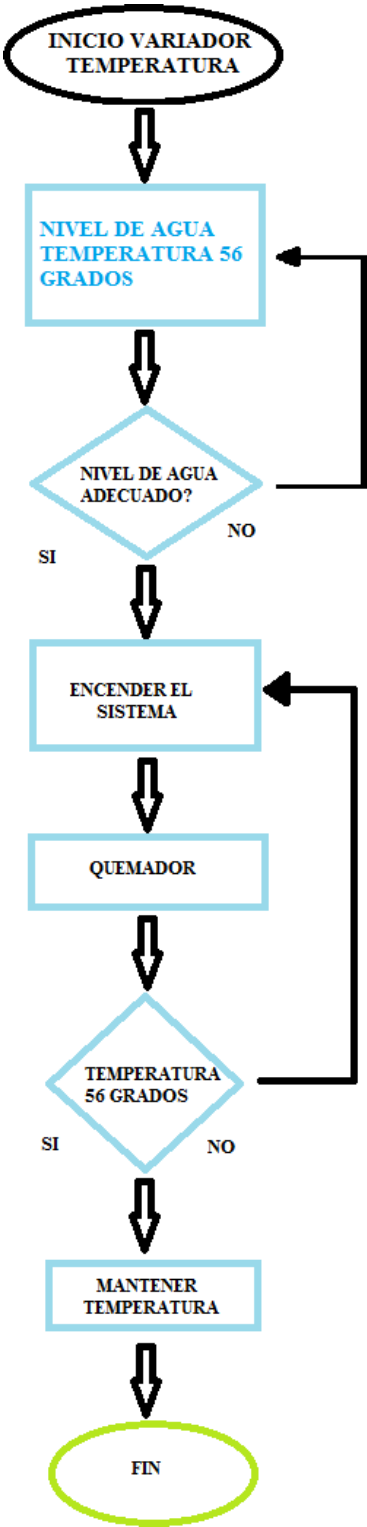 INICIO VARIADOR
TEMPERATURA
NIVEL DE AGUA
TEMPERATURA 56
GRADOS
NIVEL DE AGUA
ADECUADO?
NO
SI
ENCENDER EL
SISTEMA
QUEMADOR
TEMPERATURA
56 GRADOS
SI
NO
MANTENER
TEMPERATURA
FIN